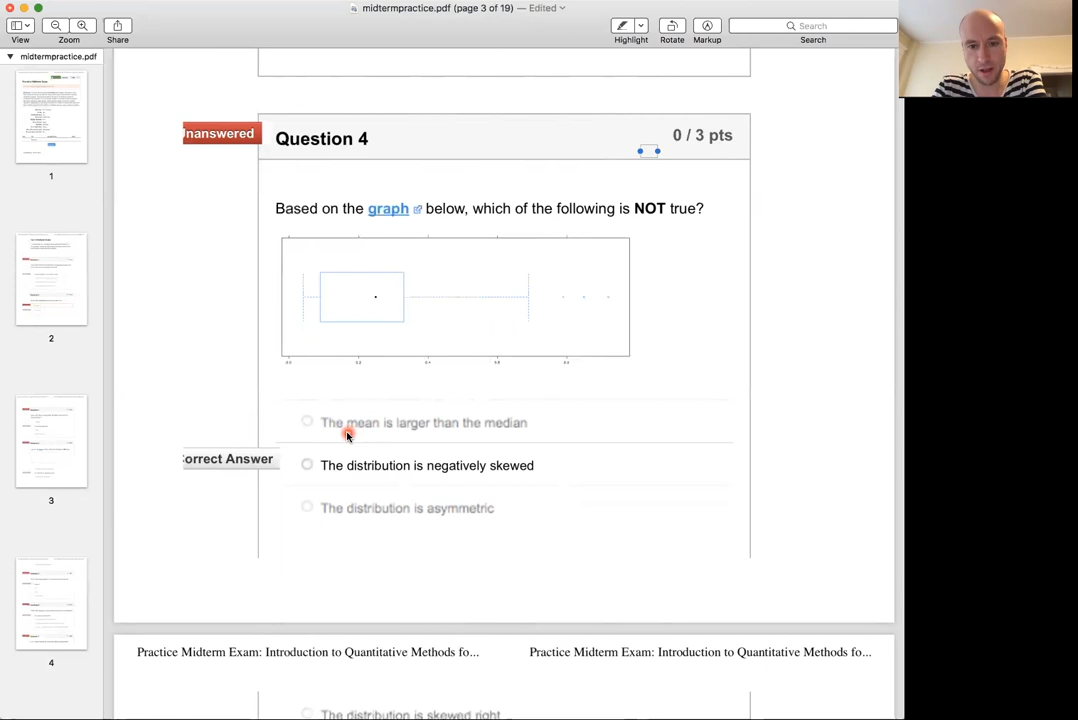 midtermpractice.pdf (page 3 of 19) — Edited
View
Zoom
Share
Highlight
Rotate
Markup
Search
Search
midtermpractice.pdf
1
2
3
4
Unanswered
Question 4
0 / 3 pts
Based on the graph below, which of the following is NOT true?
The mean is larger than the median
Correct Answer
The distribution is negatively skewed
The distribution is asymmetric
Practice Midterm Exam: Introduction to Quantitative Methods fo...
Practice Midterm Exam: Introduction to Quantitative Methods fo...
The distribution is skewed right